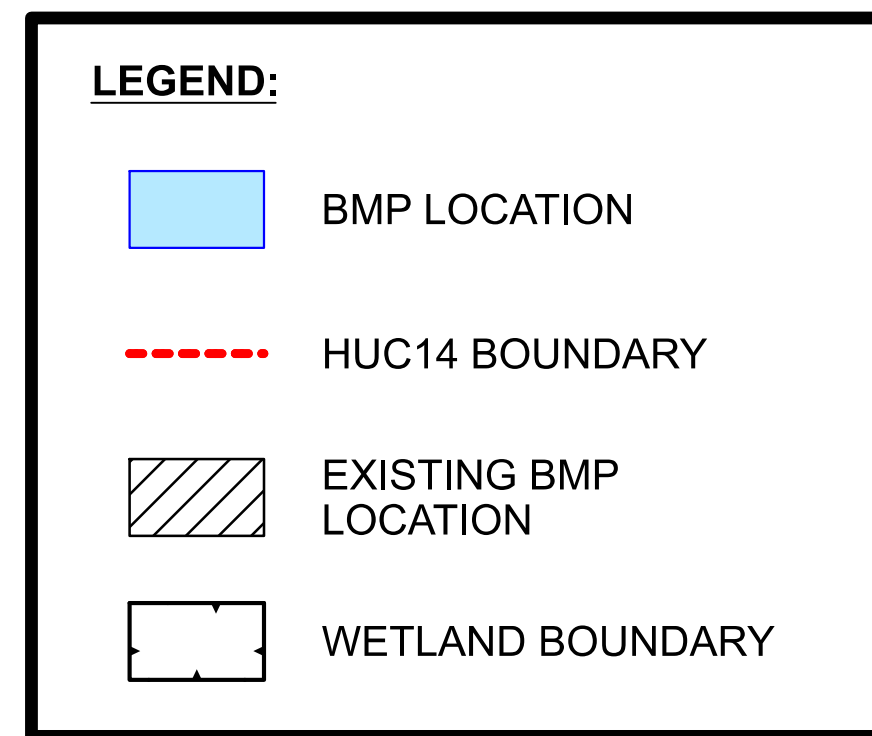 LEGEND:
BMP LOCATION
HUC14 BOUNDARY
EXISTING BMP
LOCATION
WETLAND BOUNDARY